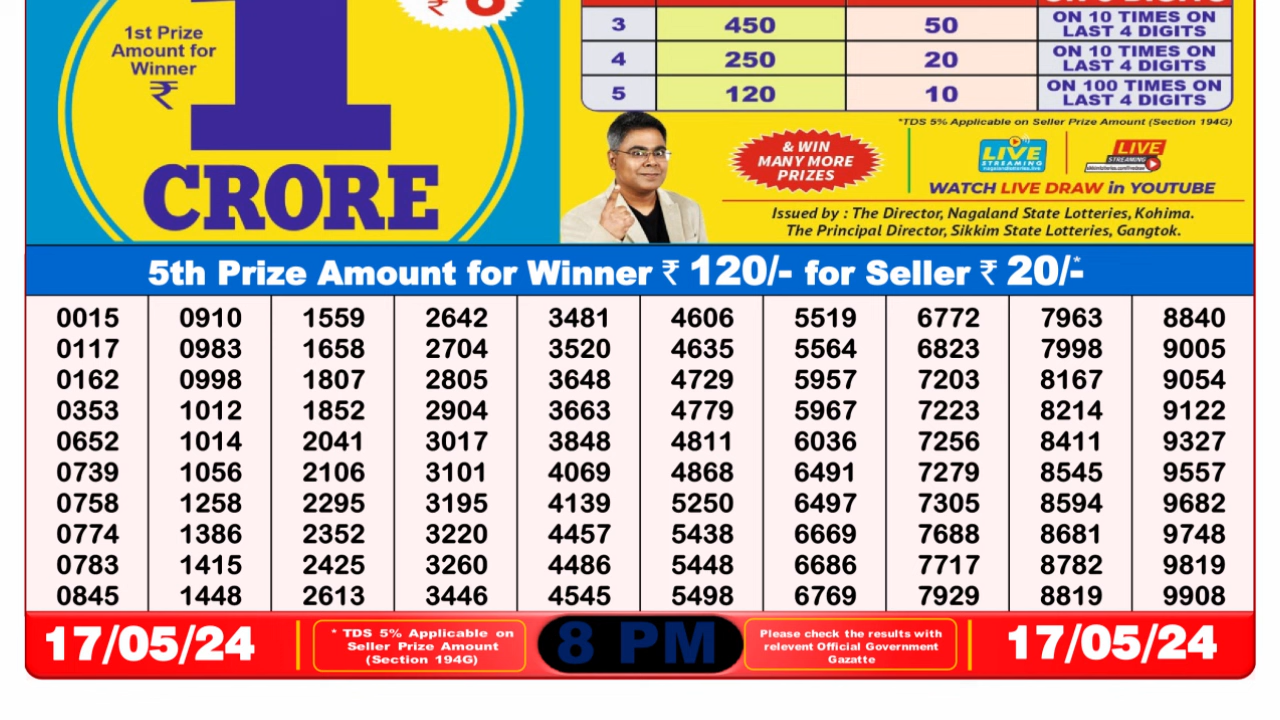 1
1st Prize
Amount for
Winner
₹
CRORE
₹ 6
3 450 50 ON 10 TIMES ON LAST 4 DIGITS
4 250 20 ON 10 TIMES ON LAST 4 DIGITS
5 120 10 ON 100 TIMES ON LAST 4 DIGITS
*TDS 5% Applicable on Seller Prize Amount (Section 194G)
& WIN
MANY MORE
PRIZES
LIVE
STREAMING
LIVE
STREAMING
WATCH LIVE DRAW in YOUTUBE
Issued by : The Director, Nagaland State Lotteries, Kohima.
The Principal Director, Sikkim State Lotteries, Gangtok.
5th Prize Amount for Winner ₹ 120/- for Seller ₹ 20/-*
0015 0910 1559 2642 3481 4606 5519 6772 7963 8840
0117 0983 1658 2704 3520 4635 5564 6823 7998 9005
0162 0998 1807 2805 3648 4729 5957 7203 8167 9054
0353 1012 1852 2904 3663 4779 5967 7223 8214 9122
0652 1014 2041 3017 3848 4811 6036 7256 8411 9327
0739 1056 2106 3101 4069 4868 6491 7279 8545 9557
0758 1258 2295 3195 4139 5250 6497 7305 8594 9682
0774 1386 2352 3220 4457 5438 6669 7688 8681 9748
0783 1415 2425 3260 4486 5448 6686 7717 8782 9819
0845 1448 2613 3446 4545 5498 6769 7929 8819 9908
17/05/24
* TDS 5% Applicable on
Seller Prize Amount
(Section 194G)
8 PM
Please check the results with
relevent Official Government
Gazatte
17/05/24